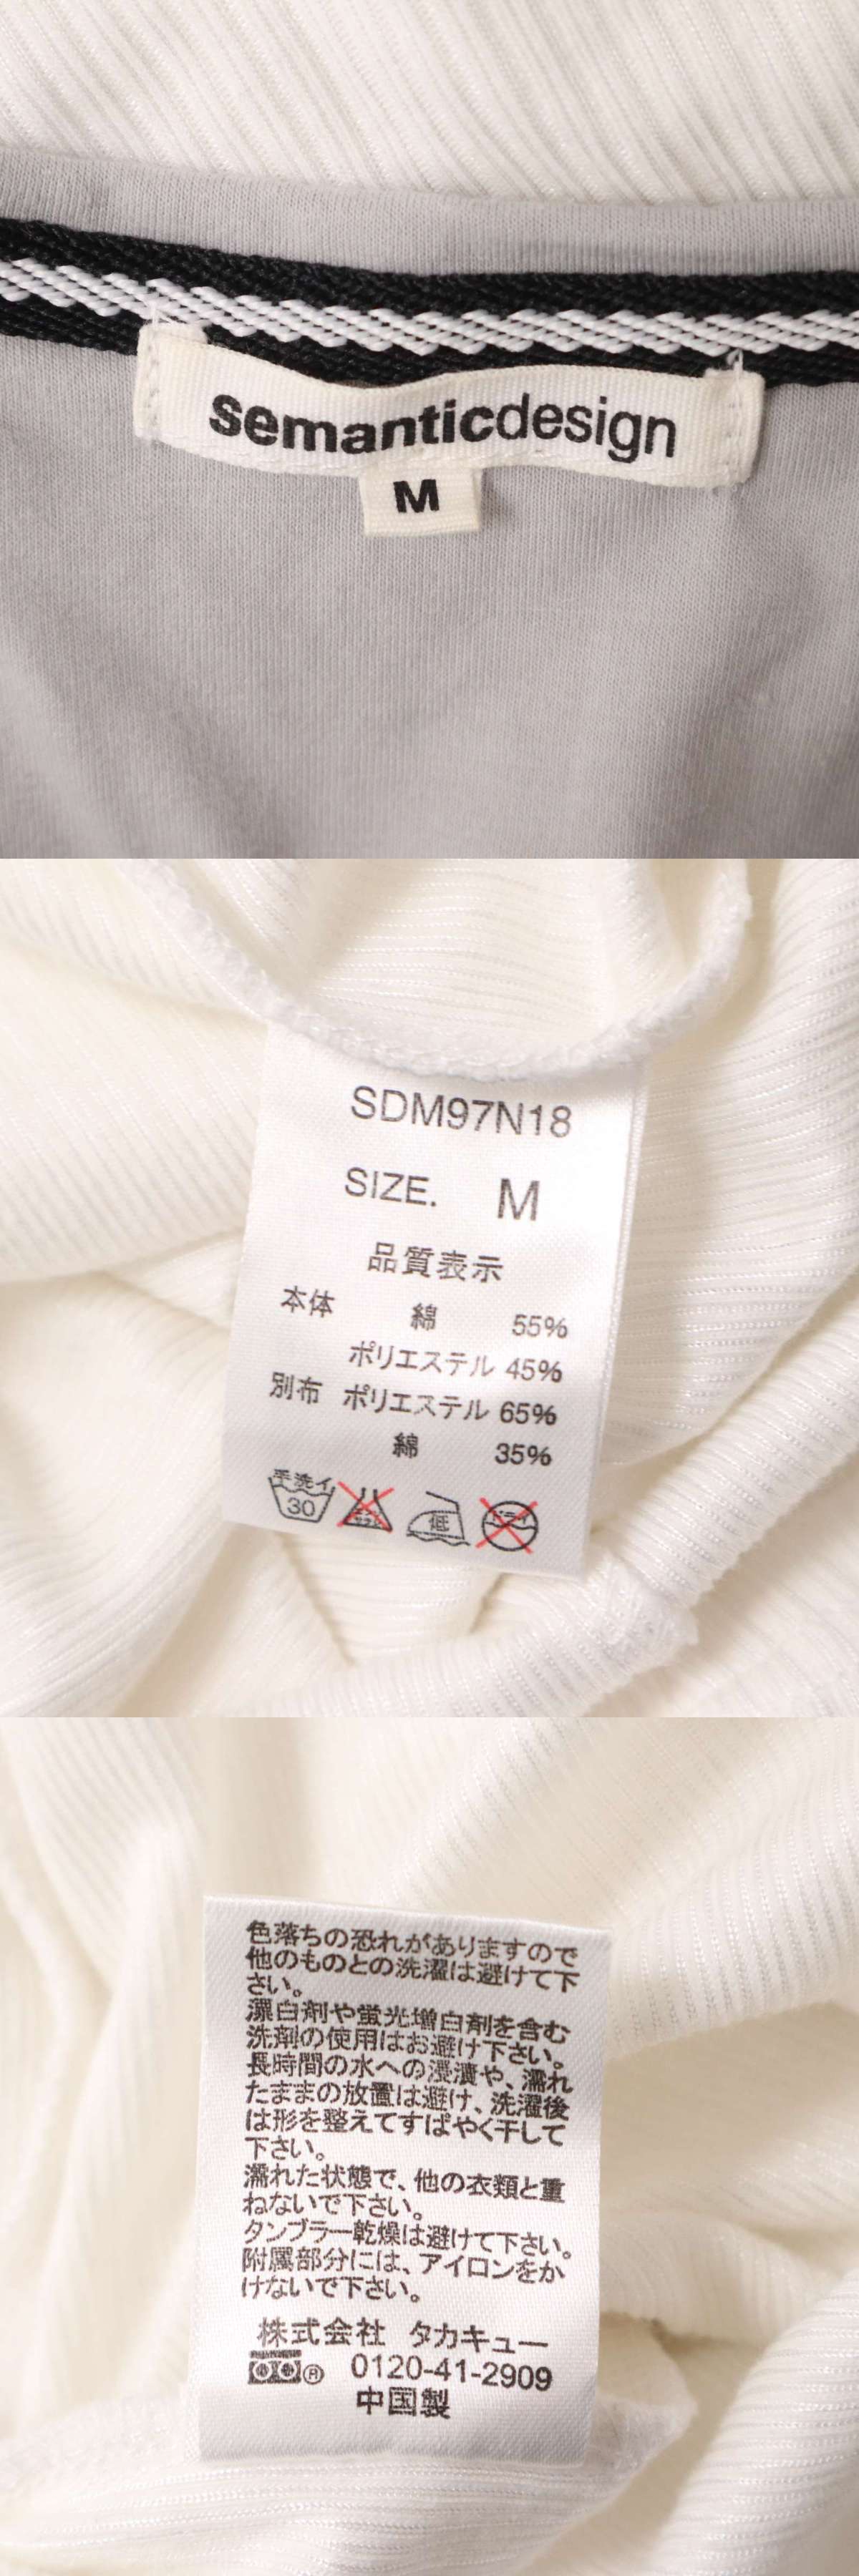 semanticdesign
M
SDM97N18
SIZE. M
品質表示
本体 綿 55%
ポリエステル 45%
別布 ポリエステル 65%
綿 35%
手洗イ
30
エンソ
サラシ
低
ドライ
色落ちの恐れがありますので
他のものとの洗濯は避けて下
さい。
漂白剤や蛍光増白剤を含む
洗剤の使用はお避け下さい。
長時間の水への浸漬や、濡れ
たままの放置は避け、洗濯後
は形を整えてすばやく干して
下さい。
濡れた状態で、他の衣類と重
ねないで下さい。
タンブラー乾燥は避けて下さい。
附属部分には、アイロンをか
けないで下さい。
株式会社 タカキュー
® 0120-41-2909
中国製